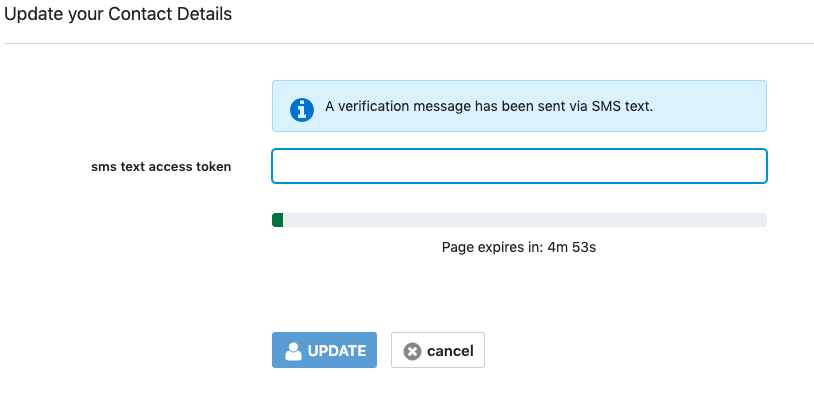 Update your Contact Details
A verification message has been sent via SMS text.
sms text access token
Page expires in: 4m 53s
UPDATE
cancel